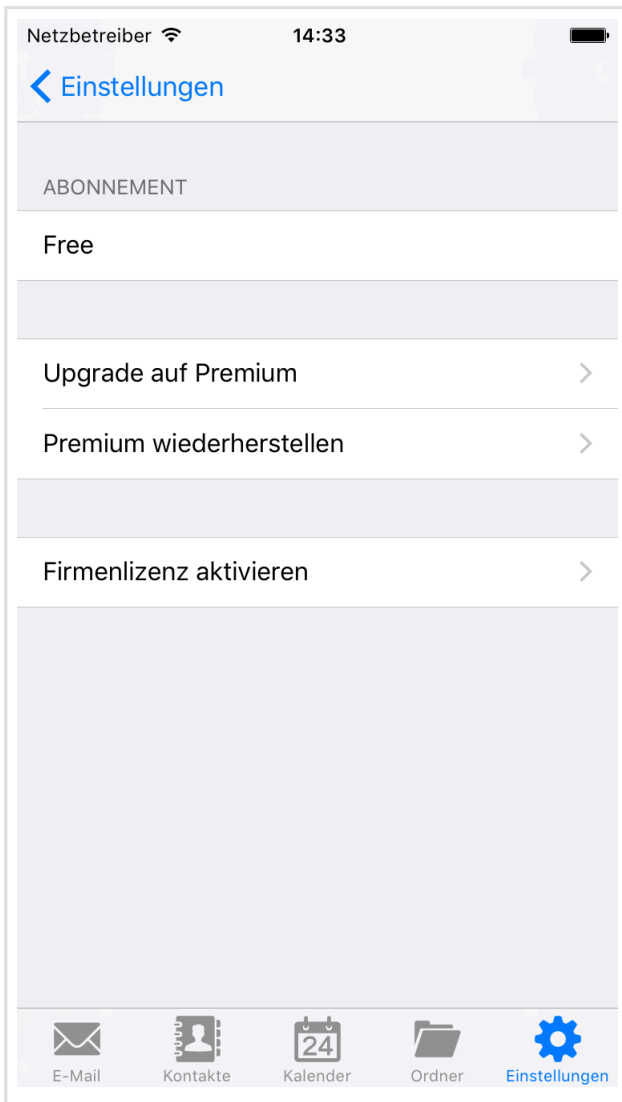 Netzbetreiber 14:33
Einstellungen
ABONNEMENT
Free
Upgrade auf Premium
Premium wiederherstellen
Firmenlizenz aktivieren
24
E-Mail Kontakte Kalender Ordner Einstellungen